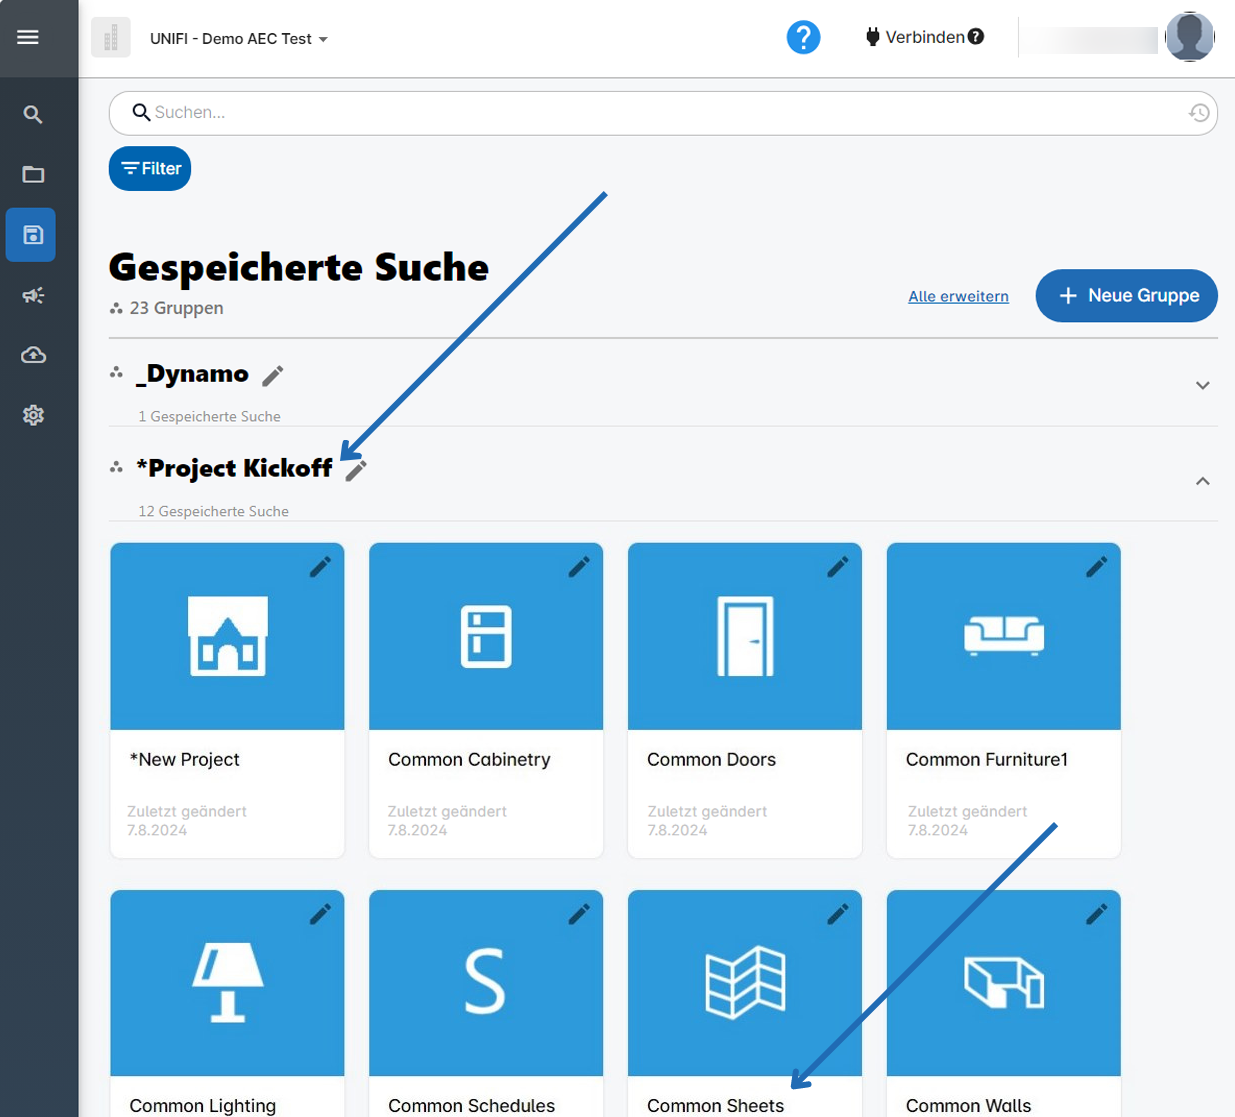 UNIFI - Demo AEC Test
?
Verbinden
?
Suchen...
Filter
Gespeicherte Suche
23 Gruppen
Alle erweitern
+ Neue Gruppe
_Dynamo
1 Gespeicherte Suche
*Project Kickoff
12 Gespeicherte Suche
*New Project
Zuletzt geändert
7.8.2024
Common Cabinetry
Zuletzt geändert
7.8.2024
Common Doors
Zuletzt geändert
7.8.2024
Common Furniture1
Zuletzt geändert
7.8.2024
S
Common Lighting
Common Schedules
Common Sheets
Common Walls